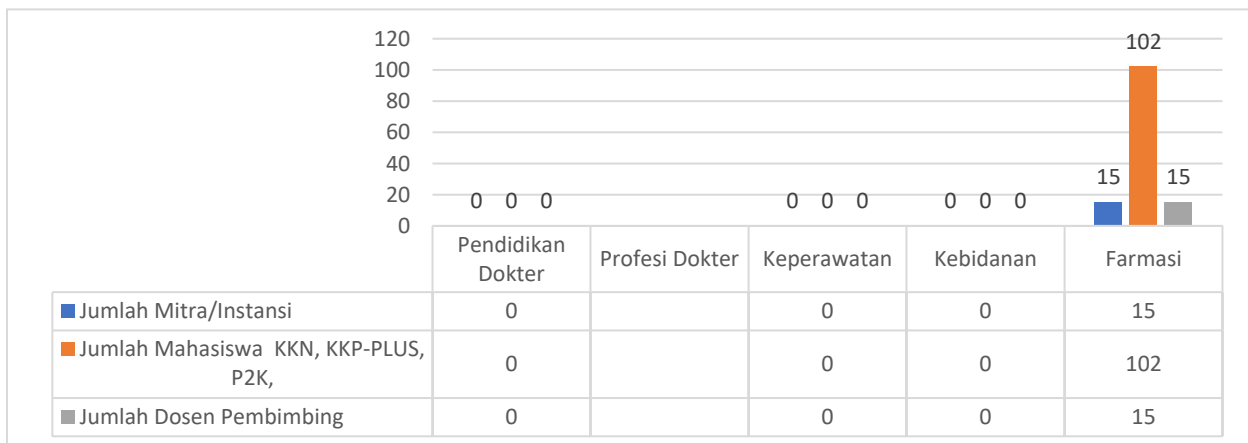 120
100
80
60
40
20
0
0 0 0
0 0 0
0 0 0
15 102 15
Pendidikan Dokter
Profesi Dokter
Keperawatan
Kebidanan
Farmasi
Jumlah Mitra/Instansi 0 0 0 15
Jumlah Mahasiswa KKN, KKP-PLUS,
P2K, 0 0 0 102
Jumlah Dosen Pembimbing 0 0 0 15